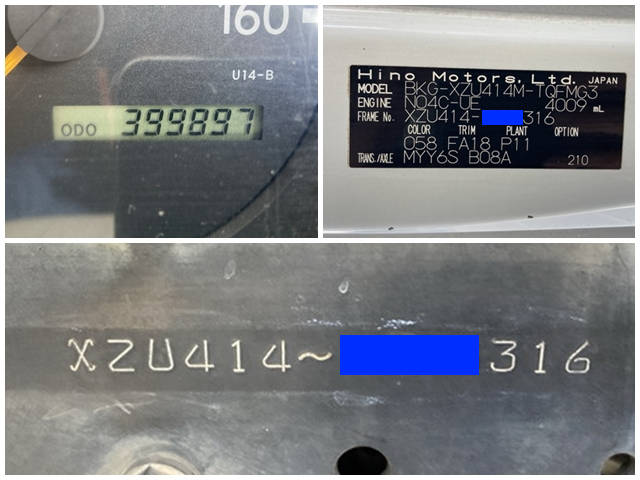 160
U14-B
ODO 399897
Hino Motors, Ltd. JAPAN
MODEL BKG-XZU414M-TQFMG3
ENGINE N04C-UE 4009 mL
FRAME No. XZU414- 316
COLOR TRIM PLANT OPTION
058 FA18 P11
TRANS./AXLE MYY6S B08A 210
XZU414~ 316